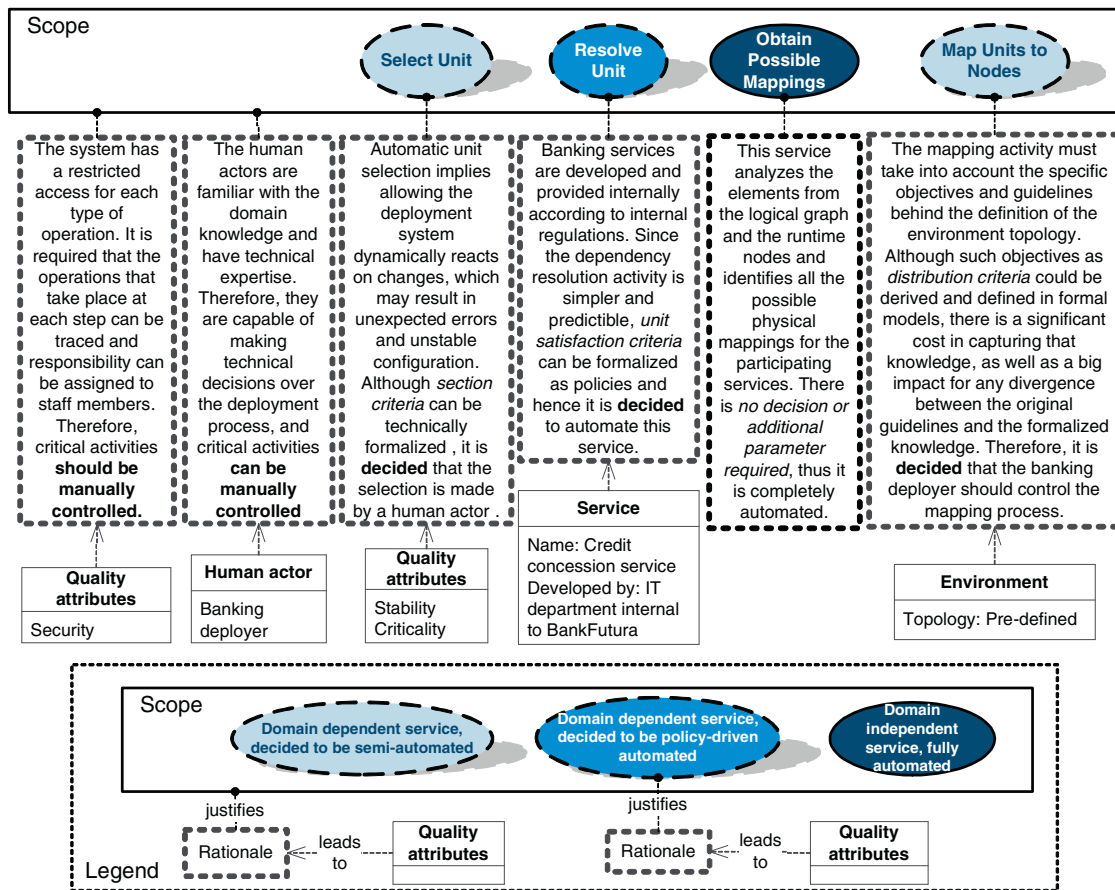 Scope
Select Unit
Resolve
Unit
Obtain
Possible
Mappings
Map Units to
Nodes
The system has
a restricted
access for each
type of
operation. It is
required that the
operations that
take place at
each step can be
traced and
responsibility can
be assigned to
staff members.
Therefore,
critical activities
should be
manually
controlled.
The human
actors are
familiar with the
domain
knowledge and
have technical
expertise.
Therefore, they
are capable of
making
technical
decisions over
the deployment
process, and
critical activities
can be
manually
controlled
Automatic unit
selection implies
allowing the
deployment
system
dynamically reacts
on changes, which
may result in
unexpected errors
and unstable
configuration.
Although section
criteria can be
technically
formalized , it is
decided that the
selection is made
by a human actor .
Banking services
are developed and
provided internally
according to internal
regulations. Since
the dependency
resolution activity is
simpler and
predictible, unit
satisfaction criteria
can be formalized
as policies and
hence it is decided
to automate this
service.
This service
analyzes the
elements from
the logical graph
and the runtime
nodes and
identifies all the
possible
physical
mappings for the
participating
services. There
is no decision or
additional
parameter
required, thus it
is completely
automated.
The mapping activity must
take into account the specific
objectives and guidelines
behind the definition of the
environment topology.
Although such objectives as
distribution criteria could be
derived and defined in formal
models, there is a significant
cost in capturing that
knowledge, as well as a big
impact for any divergence
between the original
guidelines and the formalized
knowledge. Therefore, it is
decided that the banking
deployer should control the
mapping process.
Quality
attributes
Security
Human actor
Banking
deployer
Quality
attributes
Stability
Criticality
Service
Name: Credit
concession service
Developed by: IT
department internal
to BankFutura
Environment
Topology: Pre-defined
Scope
Domain dependent service,
decided to be semi-automated
Domain dependent service,
decided to be policy-driven
automated
Domain
independent
service, fully
automated
justifies
Rationale
leads
to
Quality
attributes
justifies
Rationale
leads
to
Quality
attributes
Legend